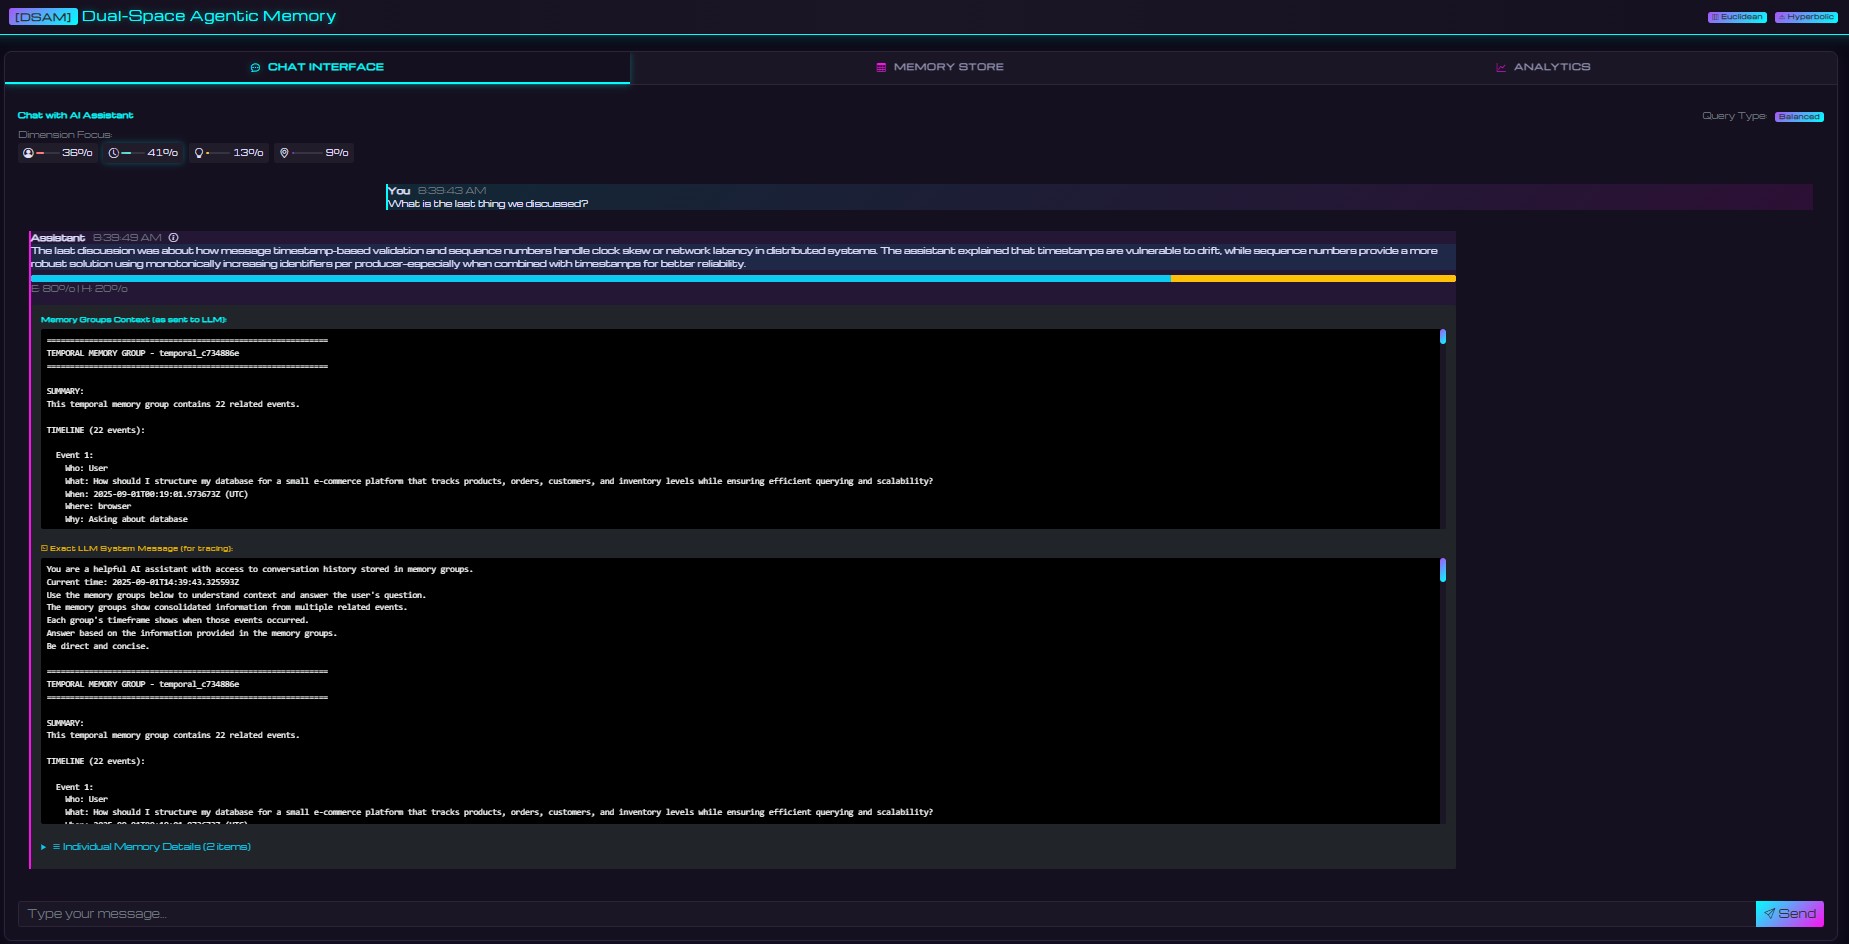 [DSAM] Dual-Space Agentic Memory
Euclidean Hyperbolic
CHAT INTERFACE
MEMORY STORE
ANALYTICS
Chat with AI Assistant
Query Type: Balanced
Dimension Focus:
36% 41% 13% 9%
You 8:39:43 AM
What is the last thing we discussed?
Assistant 8:39:49 AM
The last discussion was about how message timestamp-based validation and sequence numbers handle clock skew or network latency in distributed systems. The assistant explained that timestamps are vulnerable to drift, while sequence numbers provide a more
robust solution using monotonically increasing identifiers per producer-especially when combined with timestamps for better reliability.
E: 80% | H: 20%
Memory Groups Context (as sent to LLM):
============================================================
TEMPORAL MEMORY GROUP - temporal_c734886e
============================================================
SUMMARY:
This temporal memory group contains 22 related events.
TIMELINE (22 events):
Event 1:
Who: User
What: How should I structure my database for a small e-commerce platform that tracks products, orders, customers, and inventory levels while ensuring efficient querying and scalability?
When: 2025-09-01T00:19:01.973673Z (UTC)
Where: browser
Why: Asking about database
Exact LLM System Message (for tracing):
You are a helpful AI assistant with access to conversation history stored in memory groups.
Current time: 2025-09-01T14:39:43.325593Z
Use the memory groups below to understand context and answer the user's question.
The memory groups show consolidated information from multiple related events.
Each group's timeframe shows when those events occurred.
Answer based on the information provided in the memory groups.
Be direct and concise.
============================================================
TEMPORAL MEMORY GROUP - temporal_c734886e
============================================================
SUMMARY:
This temporal memory group contains 22 related events.
TIMELINE (22 events):
Event 1:
Who: User
What: How should I structure my database for a small e-commerce platform that tracks products, orders, customers, and inventory levels while ensuring efficient querying and scalability?
Individual Memory Details (2 items)
Type your message...
Send